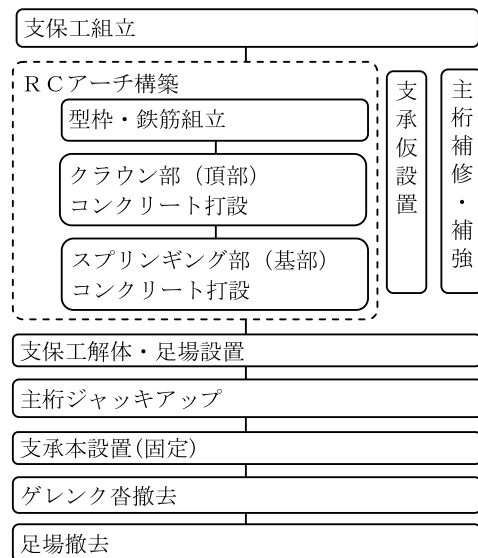 支保工組立
RCアーチ構築
型枠・鉄筋組立
クラウン部（頂部）
コンクリート打設
スプリンギング部（基部）
コンクリート打設
支承仮設置
主桁補修・補強
支保工解体・足場設置
主桁ジャッキアップ
支承本設置(固定)
ゲレンク沓撤去
足場撤去